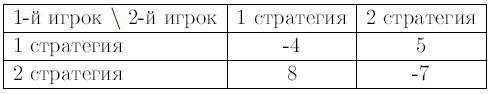 1-й игрок \ 2-й игрок 1 стратегия 2 стратегия
1 стратегия -4 5
2 стратегия 8 -7